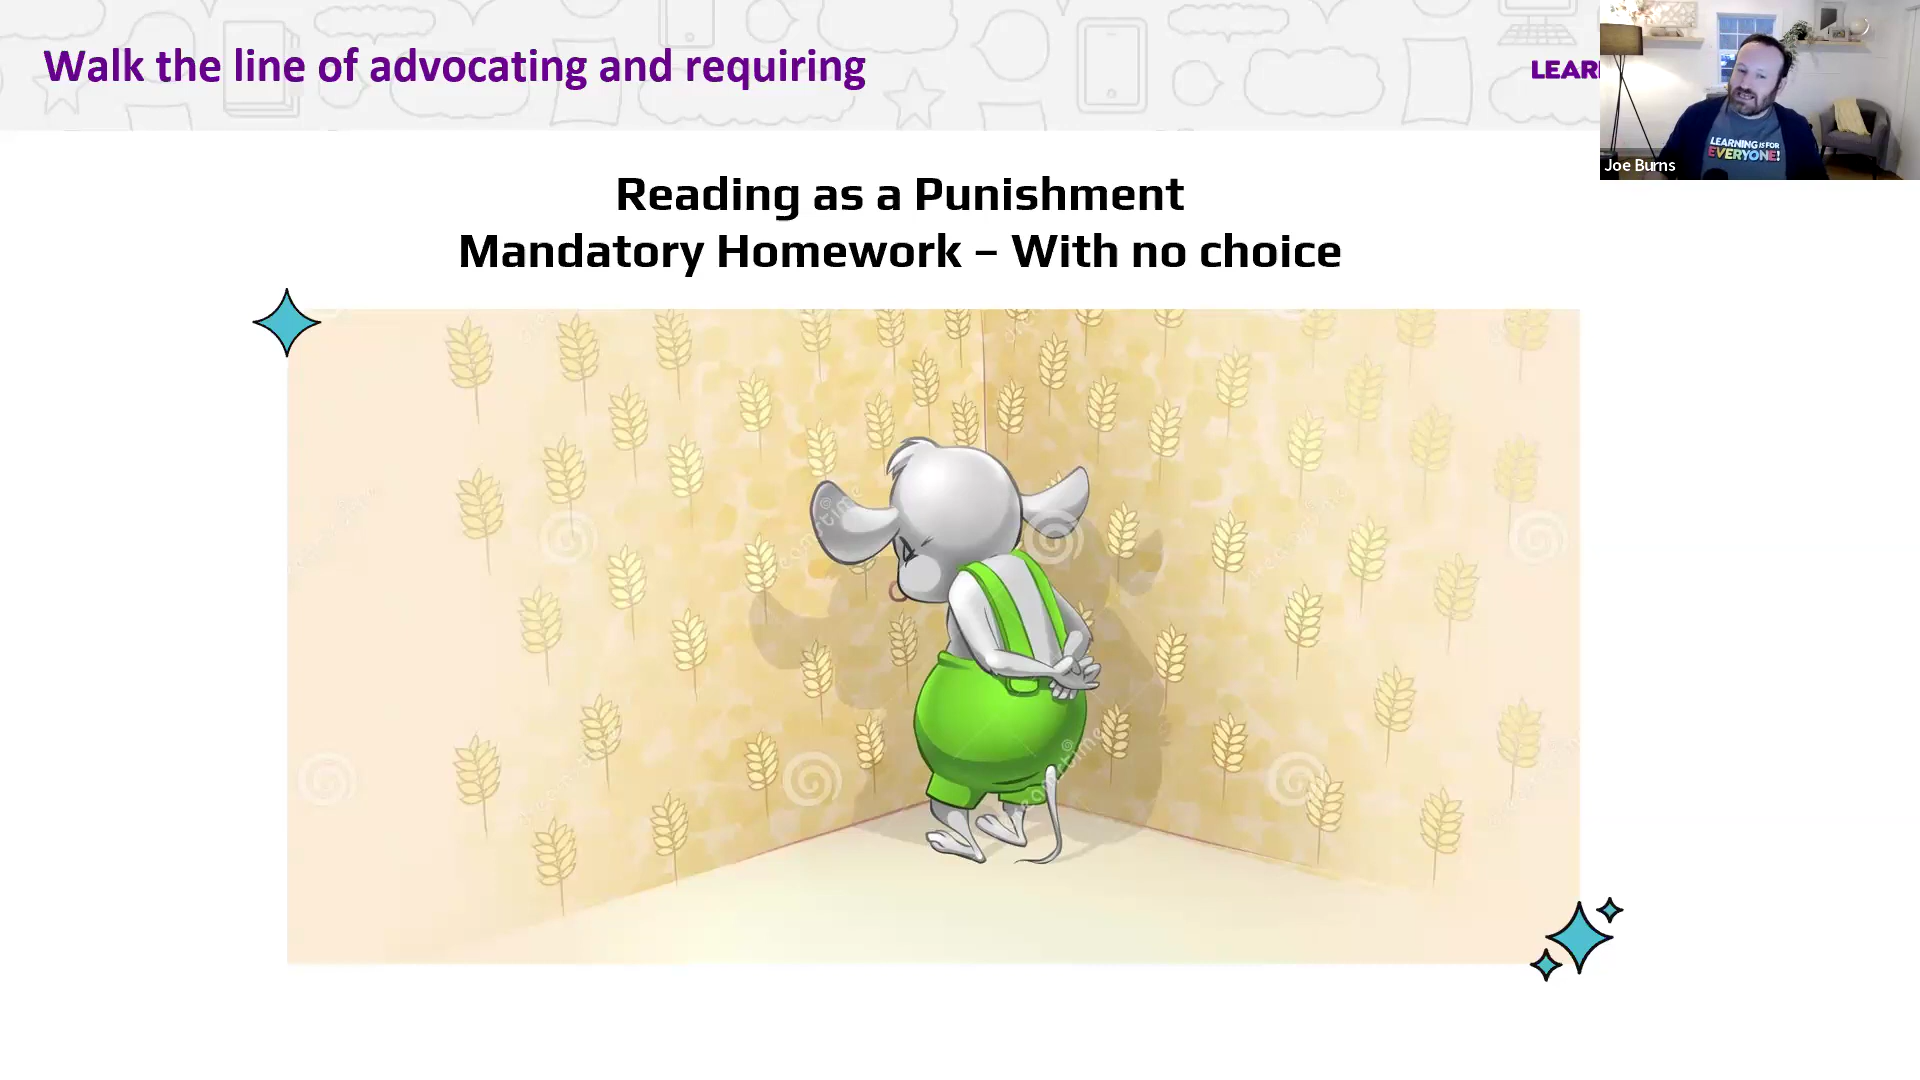 Walk the line of advocating and requiring
LEAR
Joe Burns
LEARNING IS FOR
EVERYONE!
Reading as a Punishment
Mandatory Homework – With no choice
dreamstime